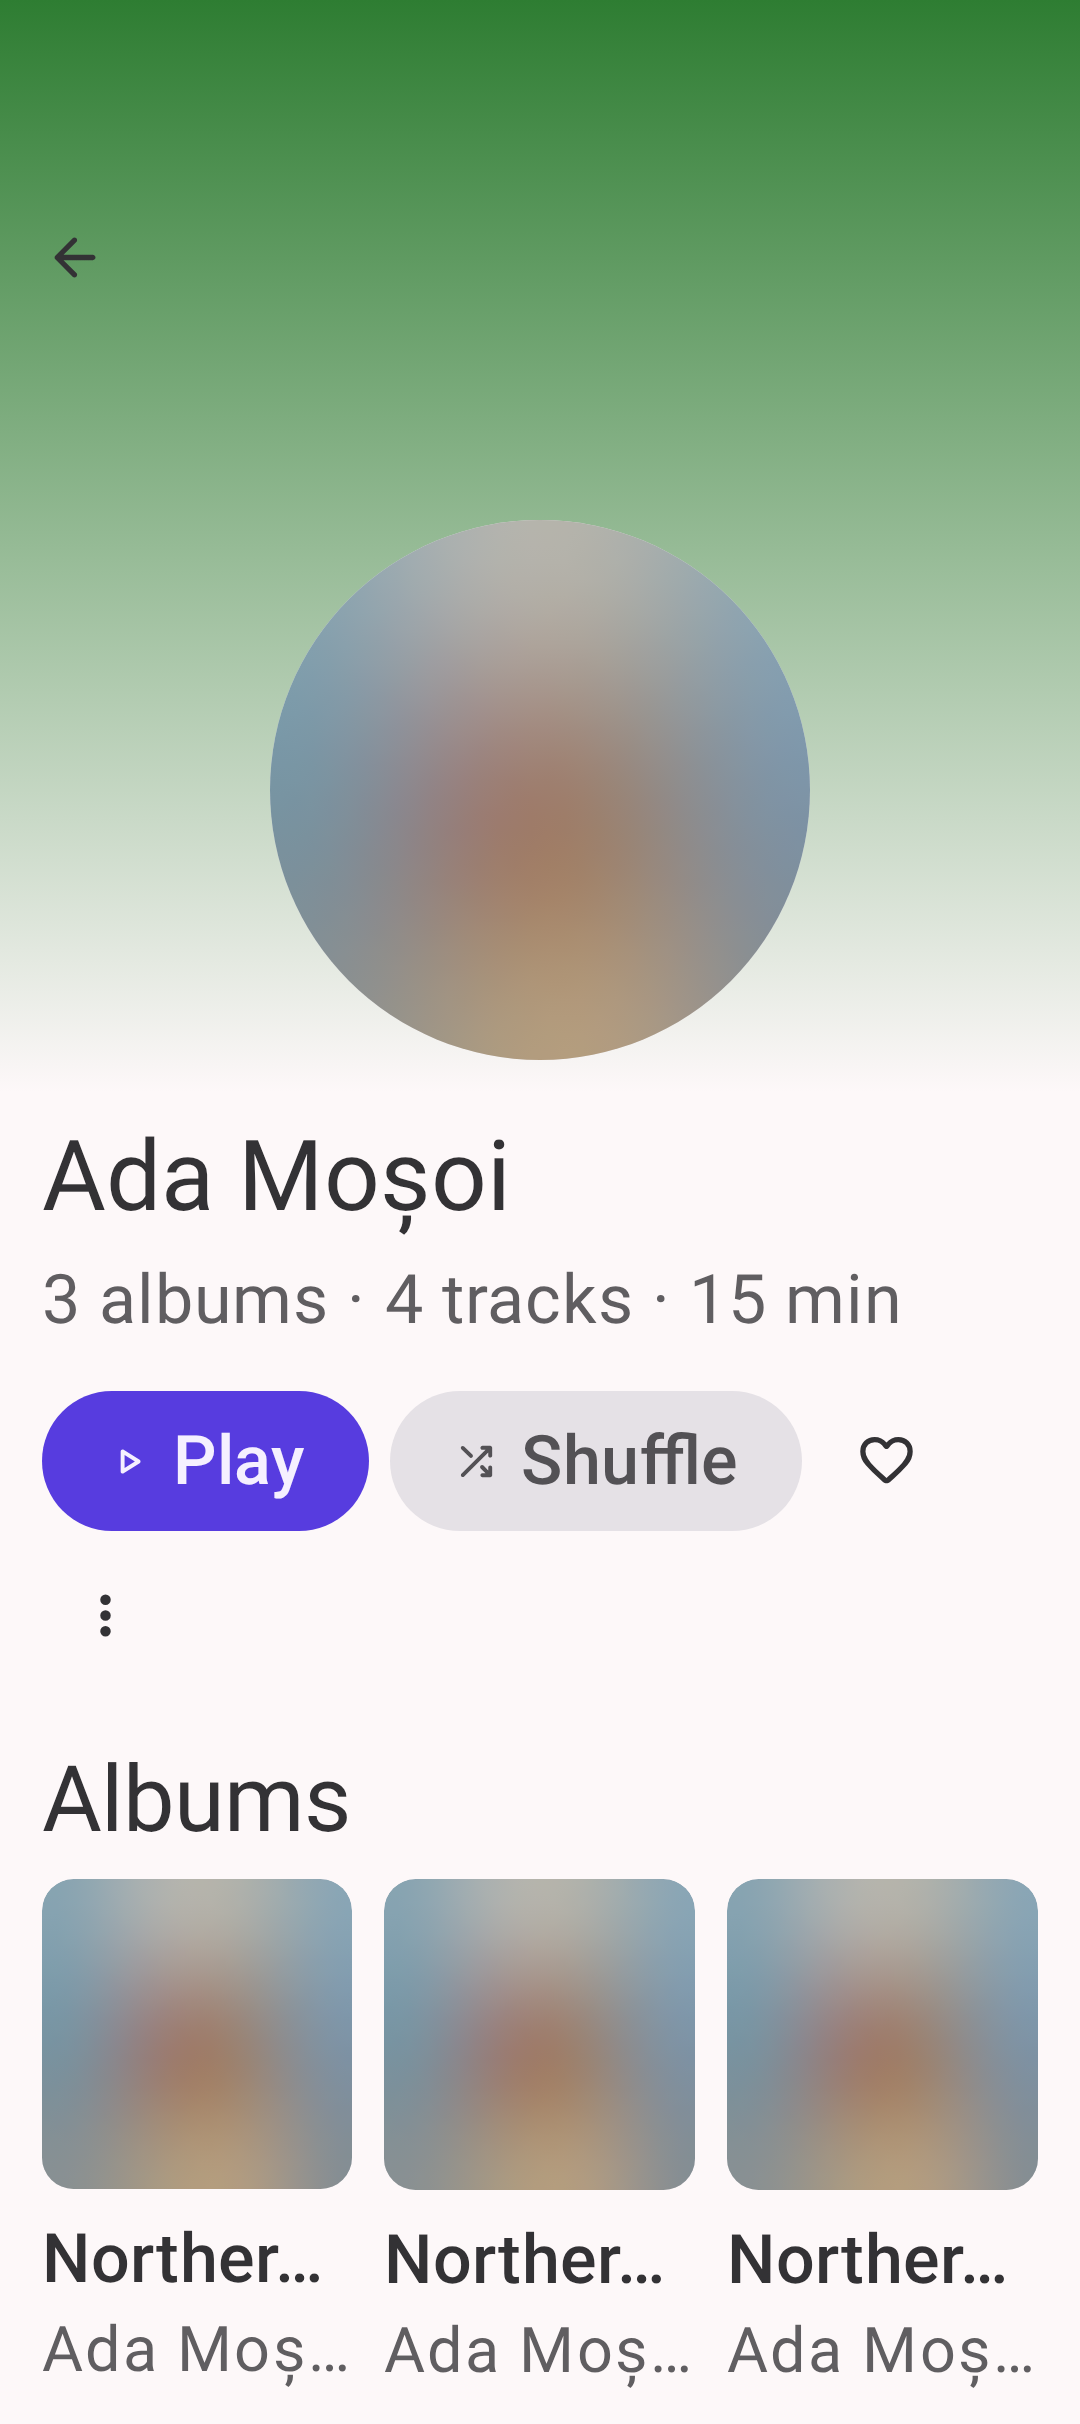 Ada Moșoi
3 albums · 4 tracks · 15 min
Play
Shuffle
Albums
Norther… Norther… Norther…
Ada Moș… Ada Moș… Ada Moș…